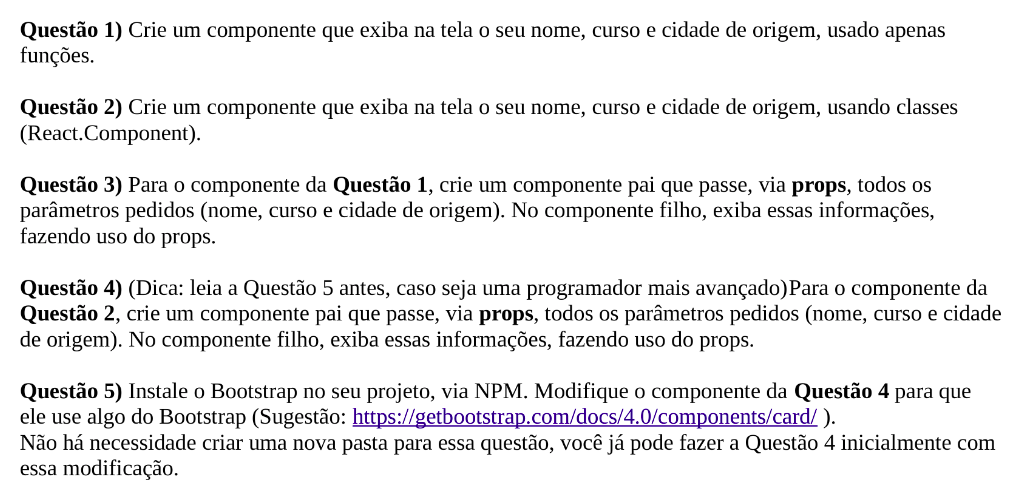 Questão 1) Crie um componente que exiba na tela o seu nome, curso e cidade de origem, usado apenas
funções.
Questão 2) Crie um componente que exiba na tela o seu nome, curso e cidade de origem, usando classes
(React.Component).
Questão 3) Para o componente da Questão 1, crie um componente pai que passe, via props, todos os
parâmetros pedidos (nome, curso e cidade de origem). No componente filho, exiba essas informações,
fazendo uso do props.
Questão 4) (Dica: leia a Questão 5 antes, caso seja uma programador mais avançado)Para o componente da
Questão 2, crie um componente pai que passe, via props, todos os parâmetros pedidos (nome, curso e cidade
de origem). No componente filho, exiba essas informações, fazendo uso do props.
Questão 5) Instale o Bootstrap no seu projeto, via NPM. Modifique o componente da Questão 4 para que
ele use algo do Bootstrap (Sugestão: https://getbootstrap.com/docs/4.0/components/card/ ).
Não há necessidade criar uma nova pasta para essa questão, você já pode fazer a Questão 4 inicialmente com
essa modificação.